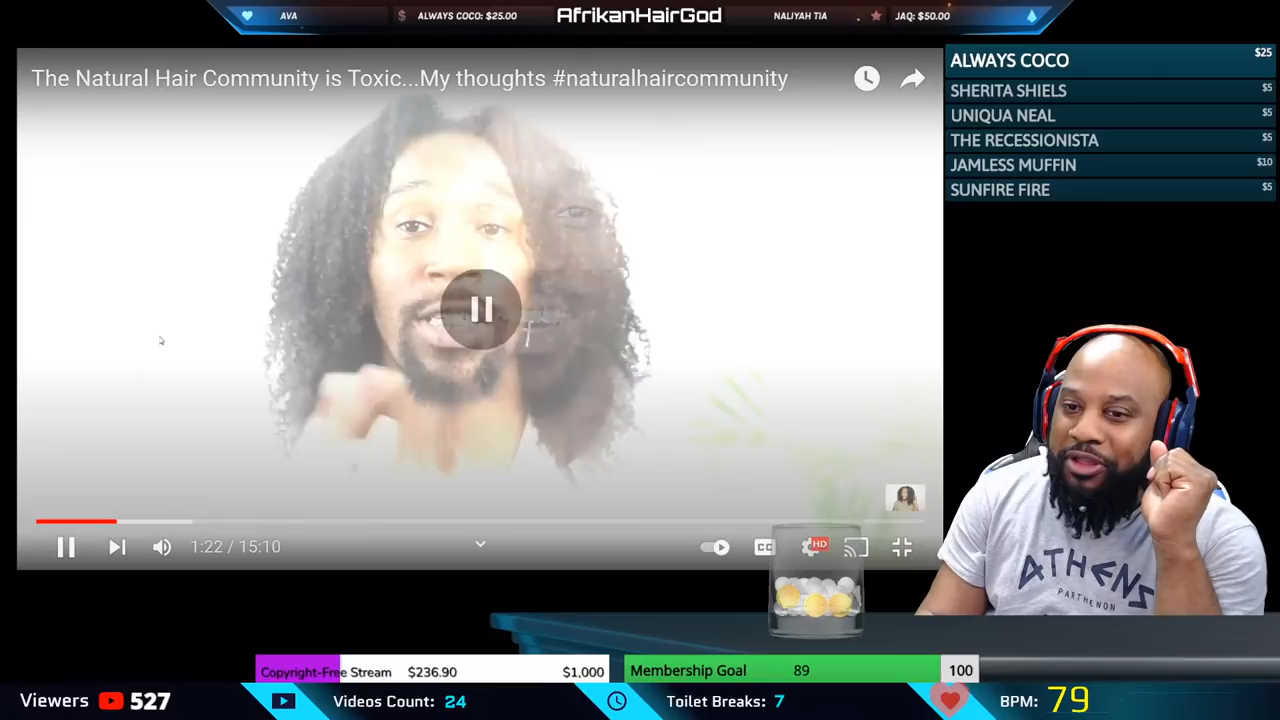 AVA
$ ALWAYS COCO: $25.00
AfrikanHairGod
NALIYAH TIA
JAQ: $50.00
The Natural Hair Community is Toxic...My thoughts #naturalhaircommunity
ALWAYS COCO $25
SHERITA SHIELS $5
UNIQUA NEAL $5
THE RECESSIONISTA $5
JAMLESS MUFFIN $10
SUNFIRE FIRE $5
1:22 / 15:10
CC
HD
ATHENS
PARTHENON
Copyright-Free Stream $236.90 $1,000
Membership Goal 89 100
Viewers 527
Videos Count: 24
Toilet Breaks: 7
BPM: 79